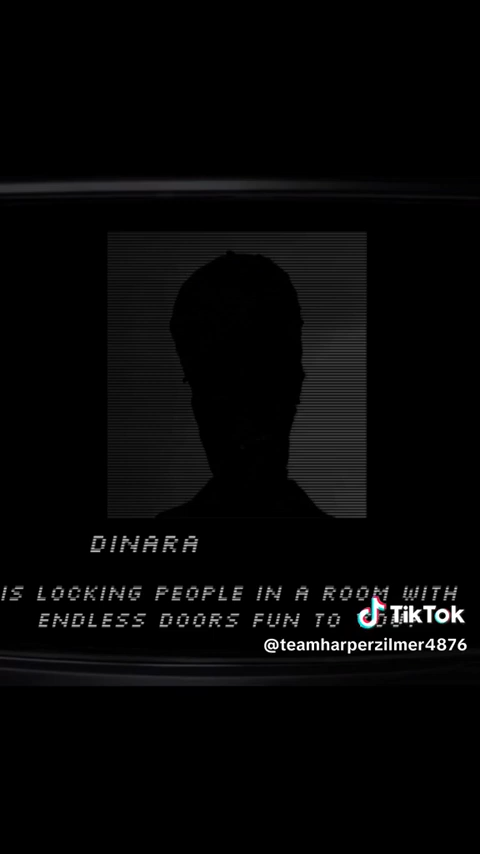 DINARA
IS LOCKING PEOPLE IN A ROOM WITH
ENDLESS DOORS FUN TO
TikTok
@teamharperzilmer4876